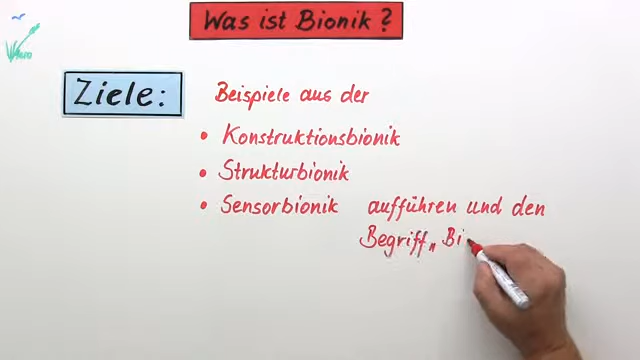 Was ist Bionik?
Ziele:
Beispiele aus der
• Konstruktionsbionik
• Strukturbionik
• Sensorbionik aufführen und den
Begriff „Bi